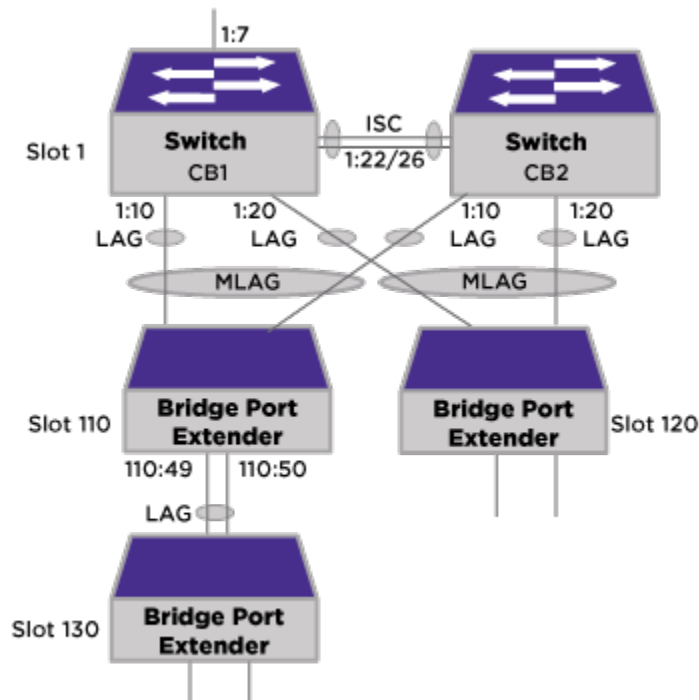 1:7
Switch
CB1
Slot 1
ISC
1:22/26
Switch
CB2
1:10
1:20
1:10
1:20
LAG
LAG
LAG
LAG
MLAG
MLAG
Slot 110
Bridge Port
Extender
Bridge Port
Extender
Slot 120
110:49
110:50
LAG
Slot 130
Bridge Port
Extender